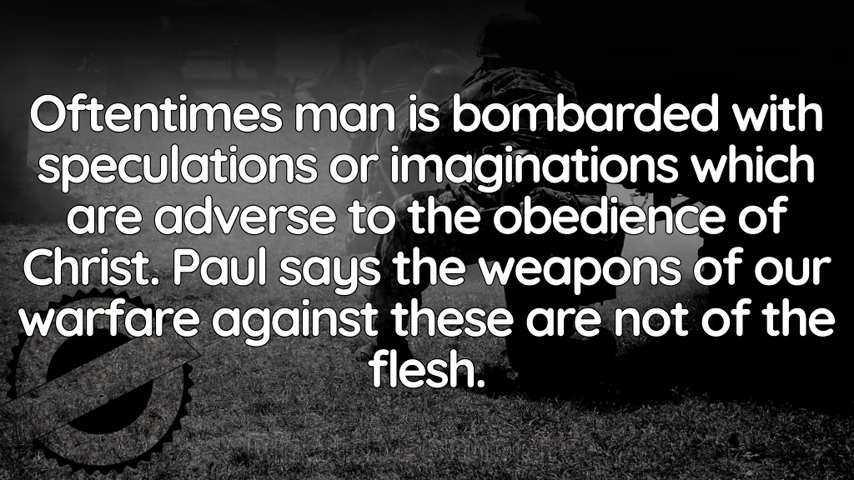 Oftentimes man is bombarded with
speculations or imaginations which
are adverse to the obedience of
Christ. Paul says the weapons of our
warfare against these are not of the
flesh.